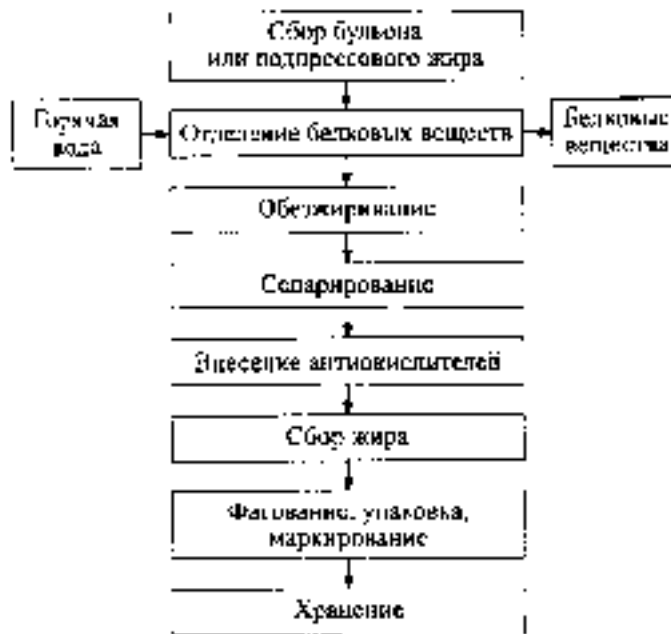 Сбор бульона
или подпрессового жира
Горячая
вода
Отделение белковых веществ
Белковые
вещества
Обезжиривание
Сепарирование
Внесение антиокислителей
Сбор жира
Фасование, упаковка,
маркирование
Хранение